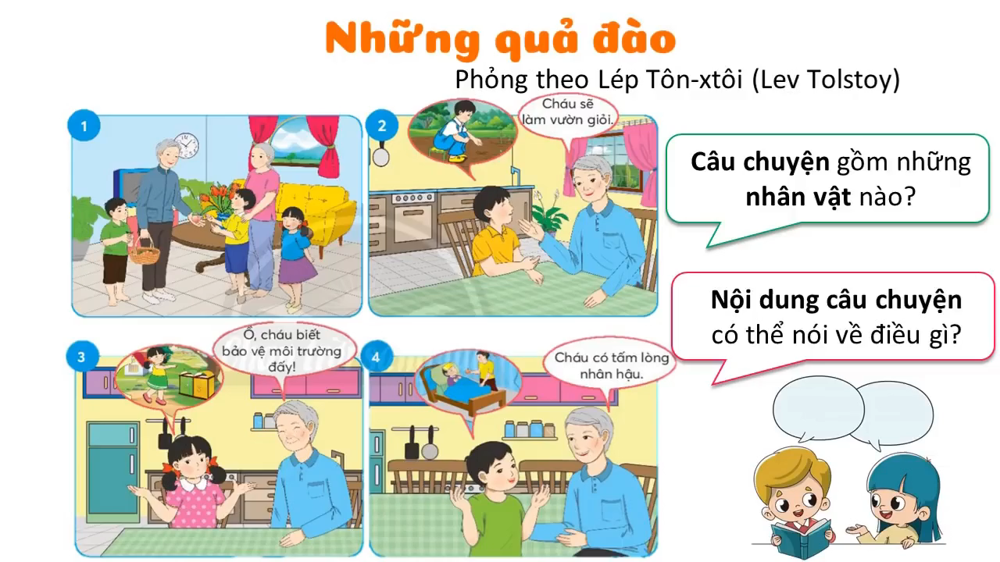 Những quả đào
Phỏng theo Lép Tôn-xtôi (Lev Tolstoy)
1
2
Cháu sẽ
làm vườn giỏi.
3
Ồ, cháu biết
bảo vệ môi trường
đấy!
4
Cháu có tấm lòng
nhân hậu.
Câu chuyện gồm những
nhân vật nào?
Nội dung câu chuyện
có thể nói về điều gì?